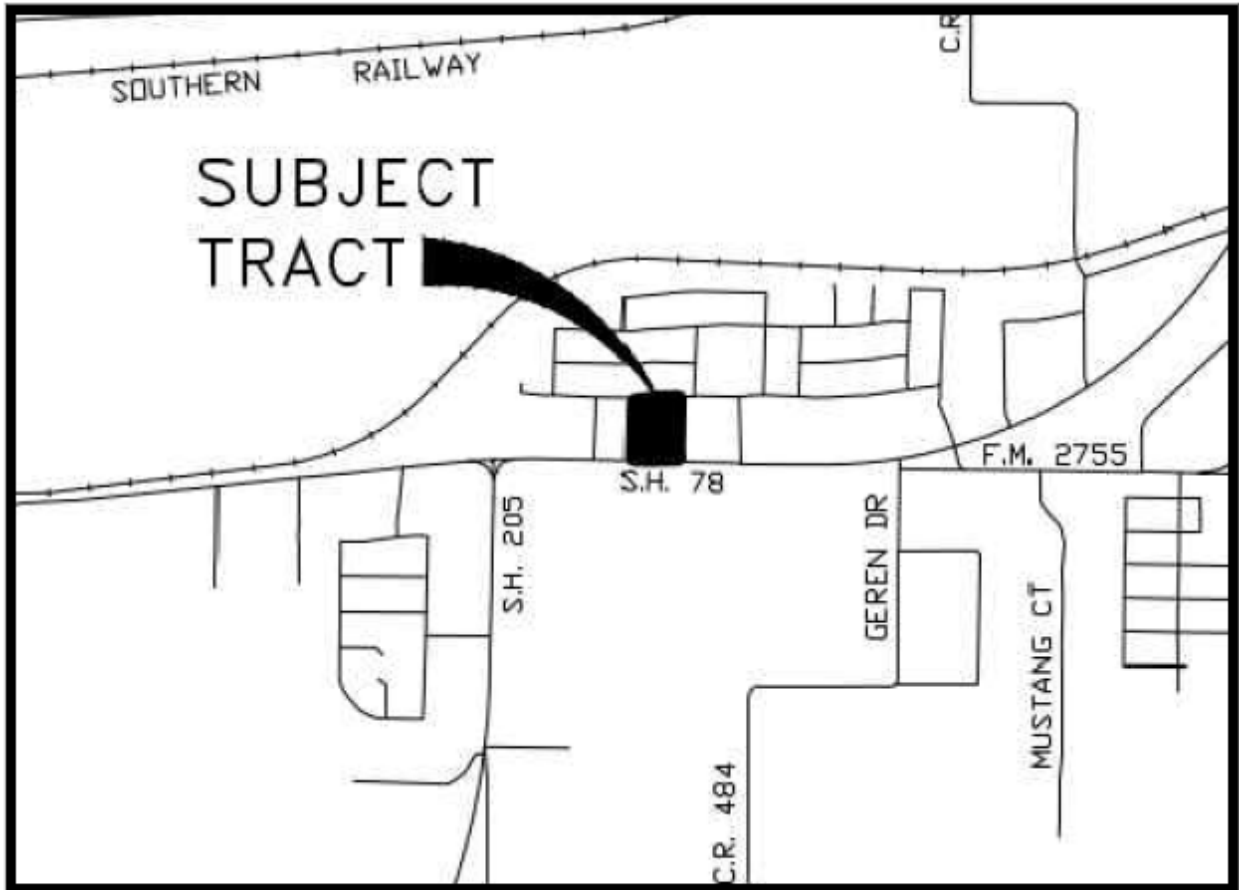 C.R
SOUTHERN RAILWAY
SUBJECT
TRACT
F.M. 2755
S.H. 78
S.H. 205
GEREN DR
MUSTANG CT
C.R. 484